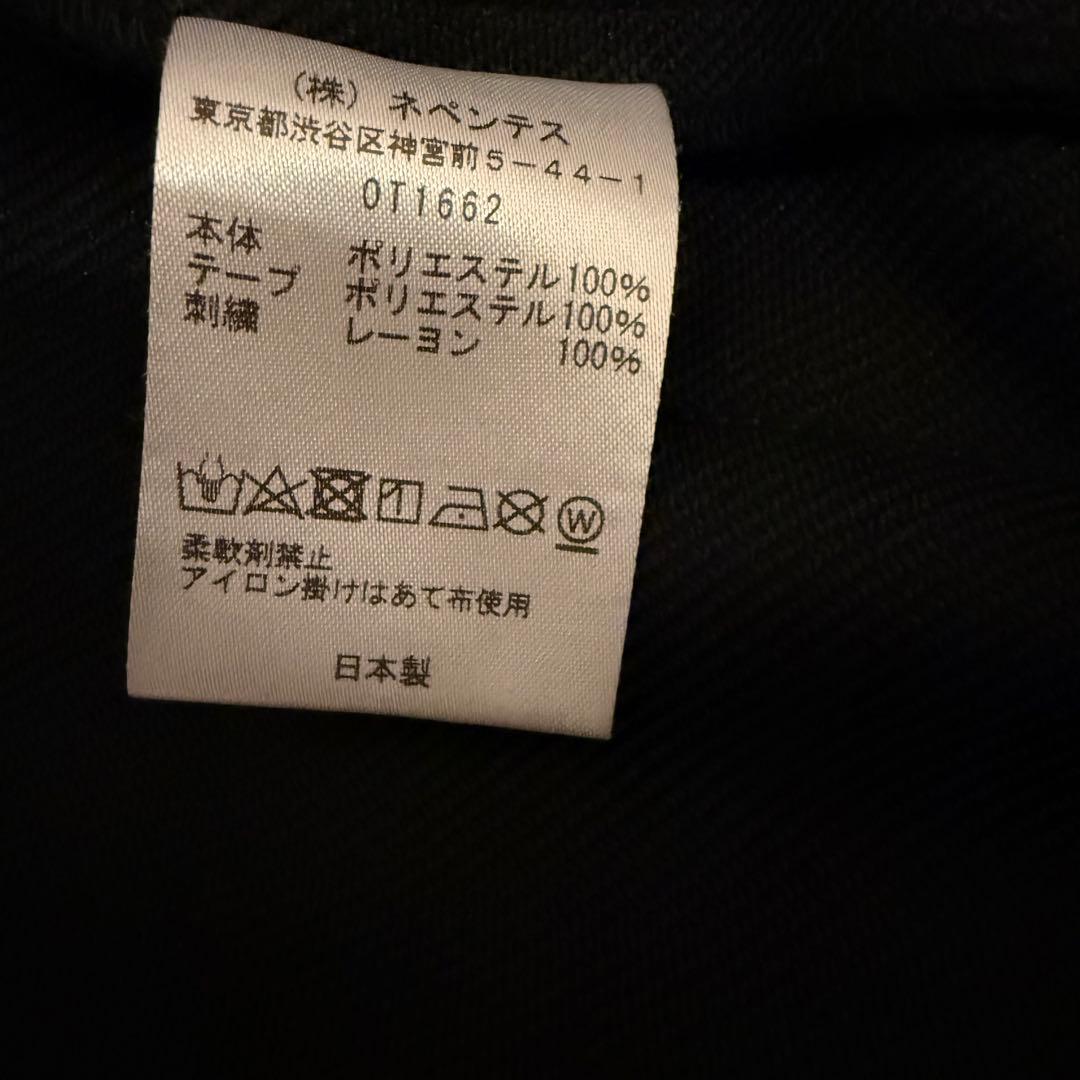 (株) ネペンテス
東京都渋谷区神宮前5-44-1
OT1662
本体 ポリエステル100%
テープ ポリエステル100%
刺繍 レーヨン 100%
W
柔軟剤禁止
アイロン掛けはあて布使用
日本製